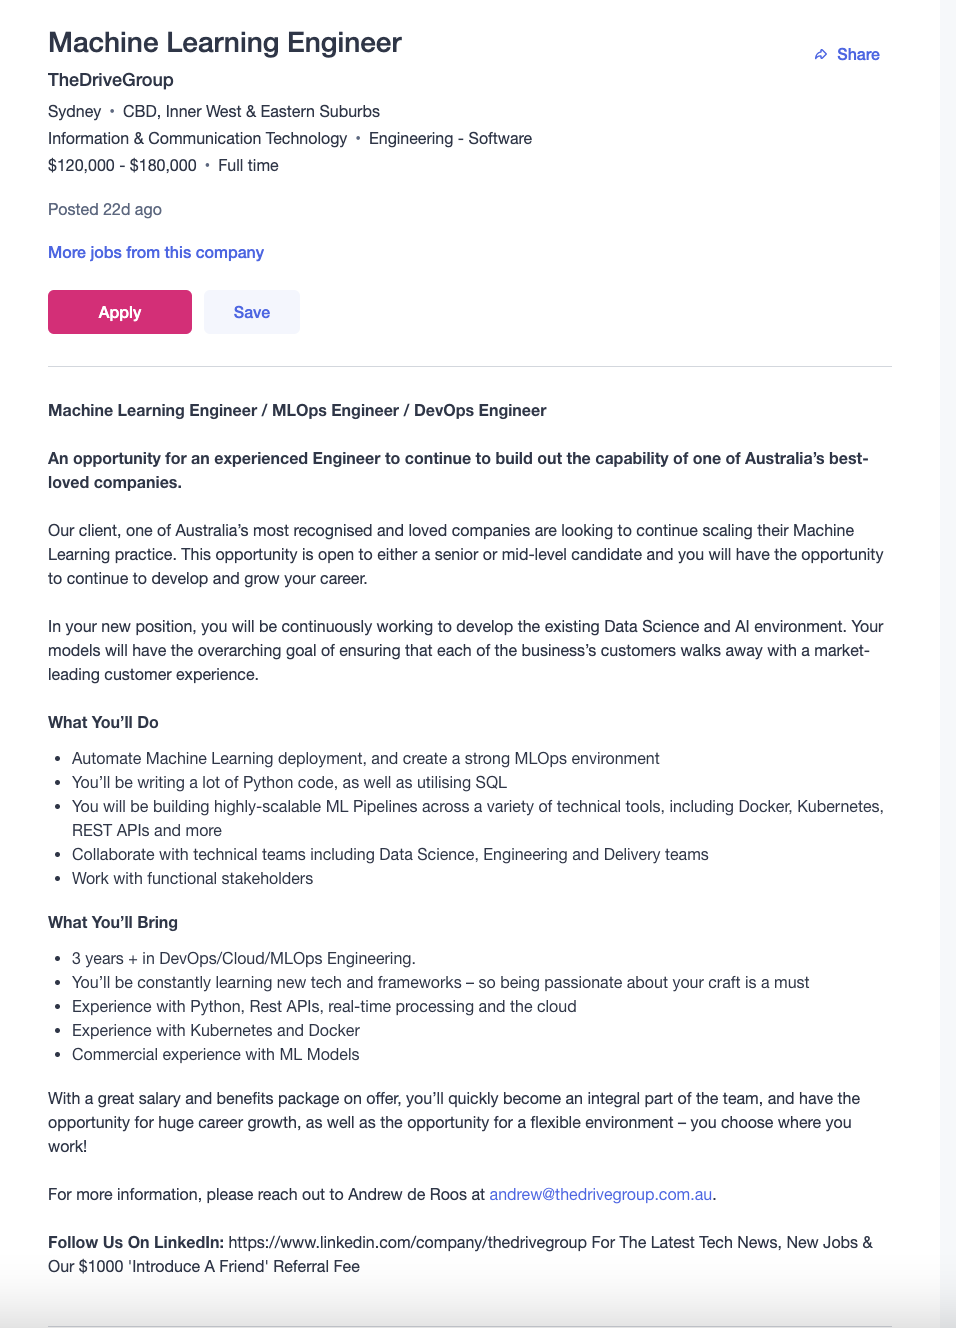 Machine Learning Engineer
Share
TheDriveGroup
Sydney • CBD, Inner West & Eastern Suburbs
Information & Communication Technology • Engineering - Software
$120,000 - $180,000 • Full time
Posted 22d ago
More jobs from this company
Apply
Save
Machine Learning Engineer / MLOps Engineer / DevOps Engineer
An opportunity for an experienced Engineer to continue to build out the capability of one of Australia’s best-
loved companies.
Our client, one of Australia’s most recognised and loved companies are looking to continue scaling their Machine
Learning practice. This opportunity is open to either a senior or mid-level candidate and you will have the opportunity
to continue to develop and grow your career.
In your new position, you will be continuously working to develop the existing Data Science and AI environment. Your
models will have the overarching goal of ensuring that each of the business’s customers walks away with a market-
leading customer experience.
What You’ll Do
• Automate Machine Learning deployment, and create a strong MLOps environment
• You’ll be writing a lot of Python code, as well as utilising SQL
• You will be building highly-scalable ML Pipelines across a variety of technical tools, including Docker, Kubernetes,
REST APIs and more
• Collaborate with technical teams including Data Science, Engineering and Delivery teams
• Work with functional stakeholders
What You’ll Bring
• 3 years + in DevOps/Cloud/MLOps Engineering.
• You’ll be constantly learning new tech and frameworks – so being passionate about your craft is a must
• Experience with Python, Rest APIs, real-time processing and the cloud
• Experience with Kubernetes and Docker
• Commercial experience with ML Models
With a great salary and benefits package on offer, you’ll quickly become an integral part of the team, and have the
opportunity for huge career growth, as well as the opportunity for a flexible environment – you choose where you
work!
For more information, please reach out to Andrew de Roos at andrew@thedrivegroup.com.au.
Follow Us On LinkedIn: https://www.linkedin.com/company/thedrivegroup For The Latest Tech News, New Jobs &
Our $1000 'Introduce A Friend' Referral Fee